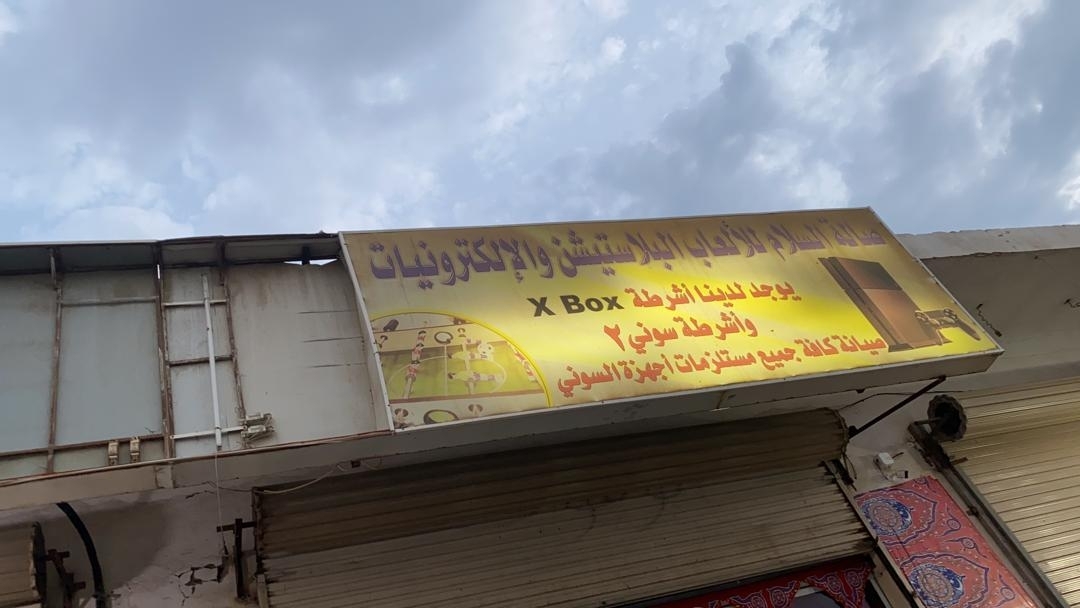 صالة السلام للألعاب البلاستيشن والإلكترونيات
يوجد لدينا أشرطة X Box
وأشرطة سوني ٢
صيانة كافة جميع مستلزمات أجهزة السوني